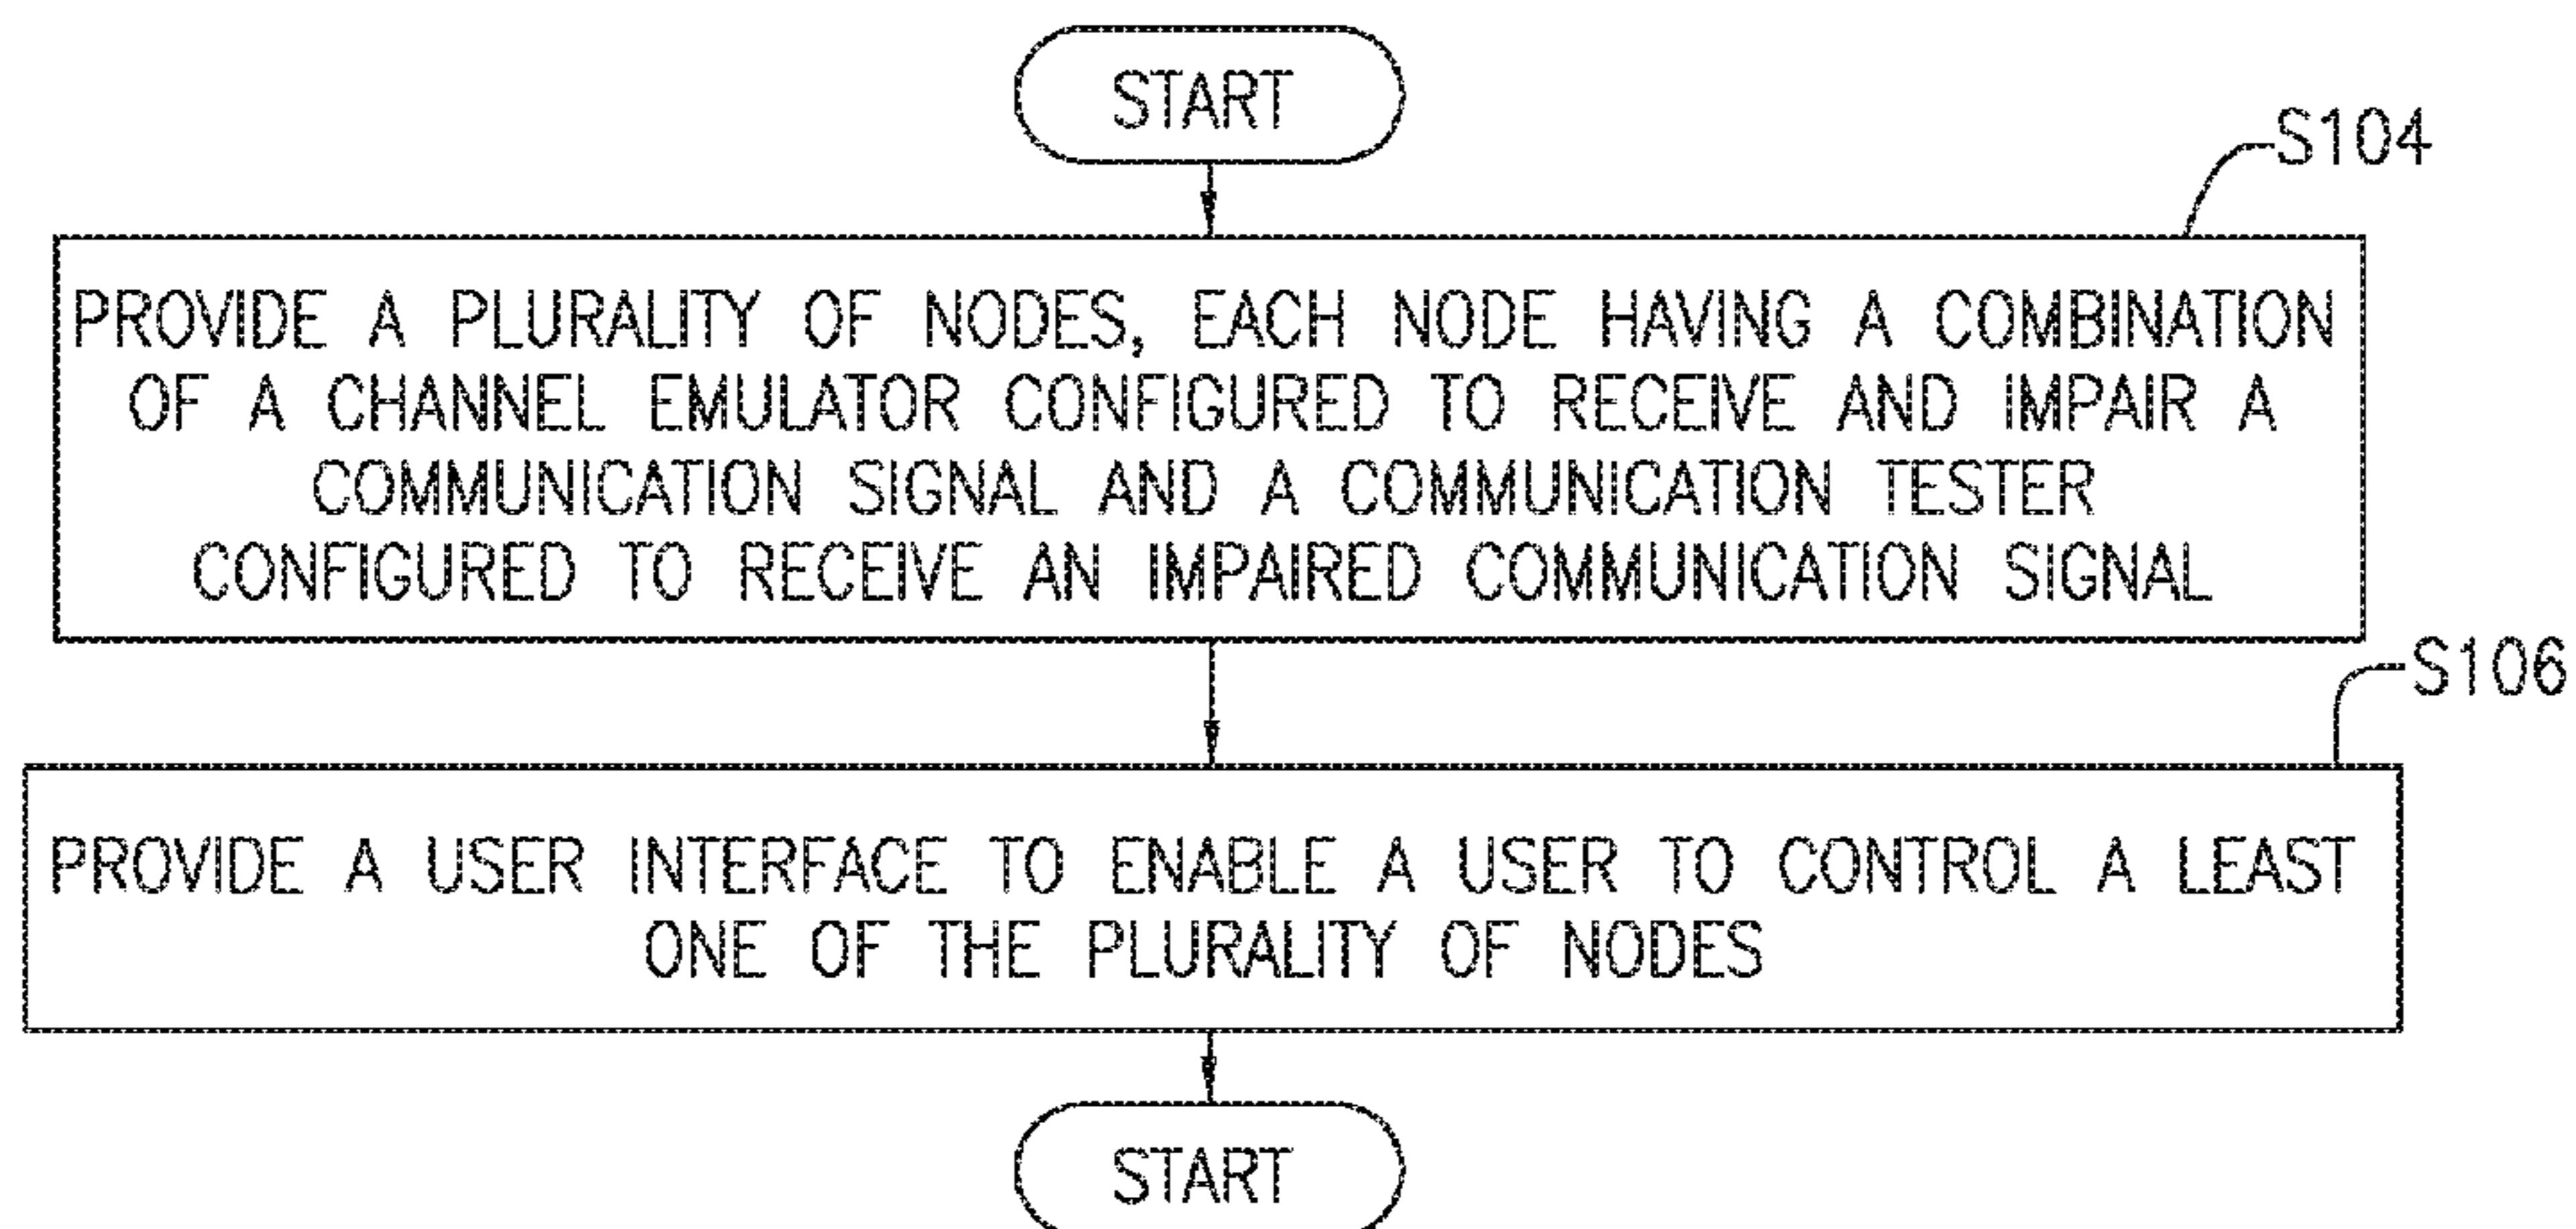 START
S104
PROVIDE A PLURALITY OF NODES, EACH NODE HAVING A COMBINATION
OF A CHANNEL EMULATOR CONFIGURED TO RECEIVE AND IMPAIR A
COMMUNICATION SIGNAL AND A COMMUNICATION TESTER
CONFIGURED TO RECEIVE AN IMPAIRED COMMUNICATION SIGNAL
S106
PROVIDE A USER INTERFACE TO ENABLE A USER TO CONTROL A LEAST
ONE OF THE PLURALITY OF NODES
START